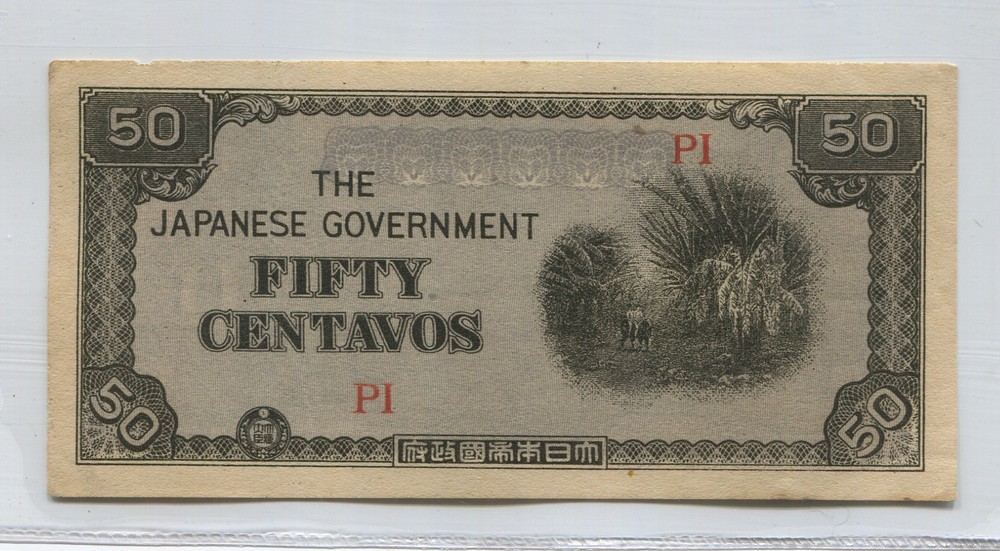 50 50
PI
THE
JAPANESE GOVERNMENT
FIFTY
CENTAVOS
PI
50 50
大日本帝國政府